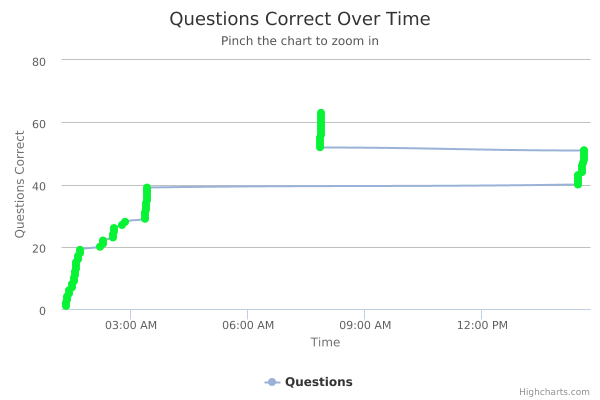 Questions Correct Over Time
Pinch the chart to zoom in
Questions Correct
80
60
40
20
0
03:00 AM
06:00 AM
09:00 AM
12:00 PM
Time
Questions
Highcharts.com